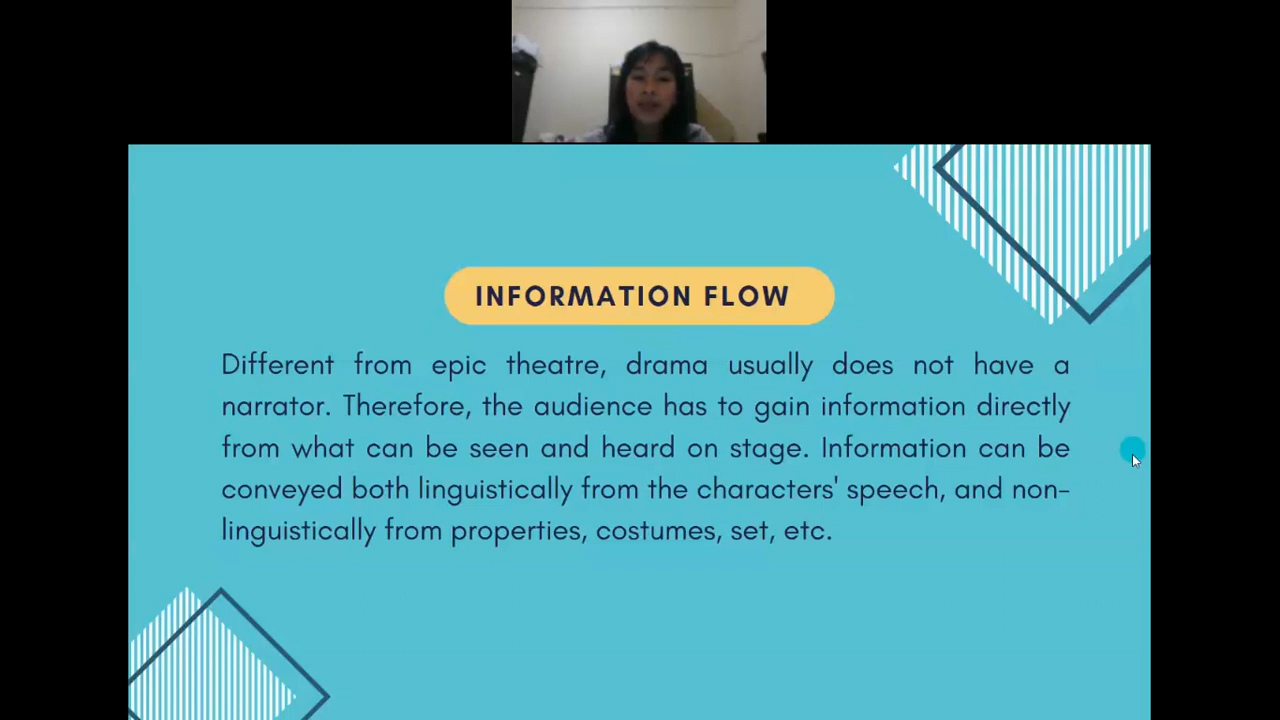 INFORMATION FLOW
Different from epic theatre, drama usually does not have a
narrator. Therefore, the audience has to gain information directly
from what can be seen and heard on stage. Information can be
conveyed both linguistically from the characters' speech, and non-
linguistically from properties, costumes, set, etc.